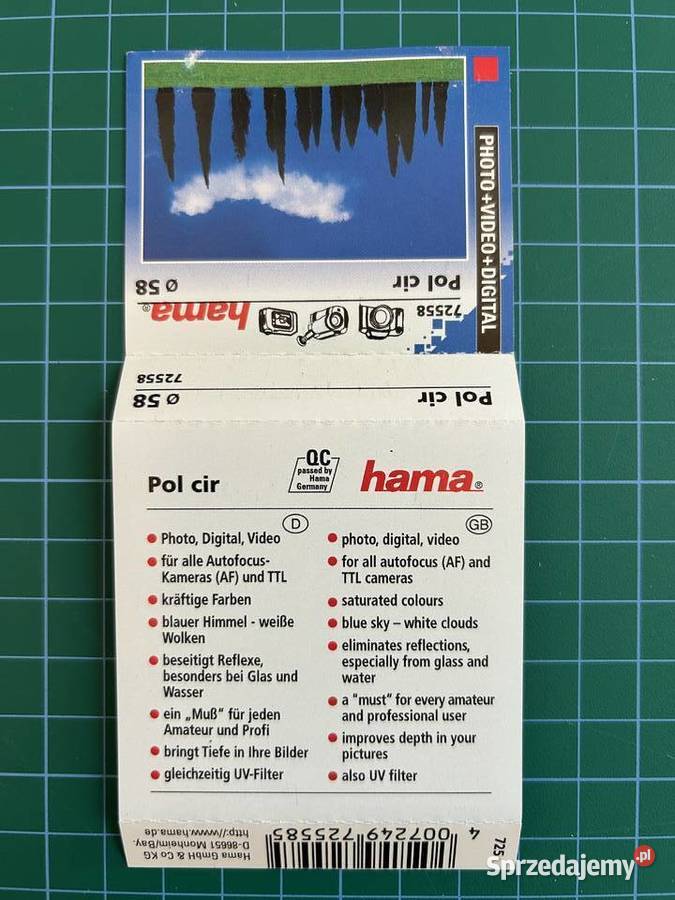 PHOTO+VIDEO+DIGITAL
Pol cir
Ø 58
72558
hama®
Pol cir
Ø 58
72558
Pol cir
QC
passed by
Hama
Germany
hama®
D
Photo, Digital, Video
für alle Autofocus-
Kameras (AF) und TTL
kräftige Farben
blauer Himmel - weiße
Wolken
beseitigt Reflexe,
besonders bei Glas und
Wasser
ein „Muß“ für jeden
Amateur und Profi
bringt Tiefe in Ihre Bilder
gleichzeitig UV-Filter
GB
photo, digital, video
for all autofocus (AF) and
TTL cameras
saturated colours
blue sky – white clouds
eliminates reflections,
especially from glass and
water
a "must" for every amateur
and professional user
improves depth in your
pictures
also UV filter
Hama GmbH & Co KG
D-86651 Monheim/Bay.
http://www.hama.de
4 007249 725585
725
Sprzedajemy.pl